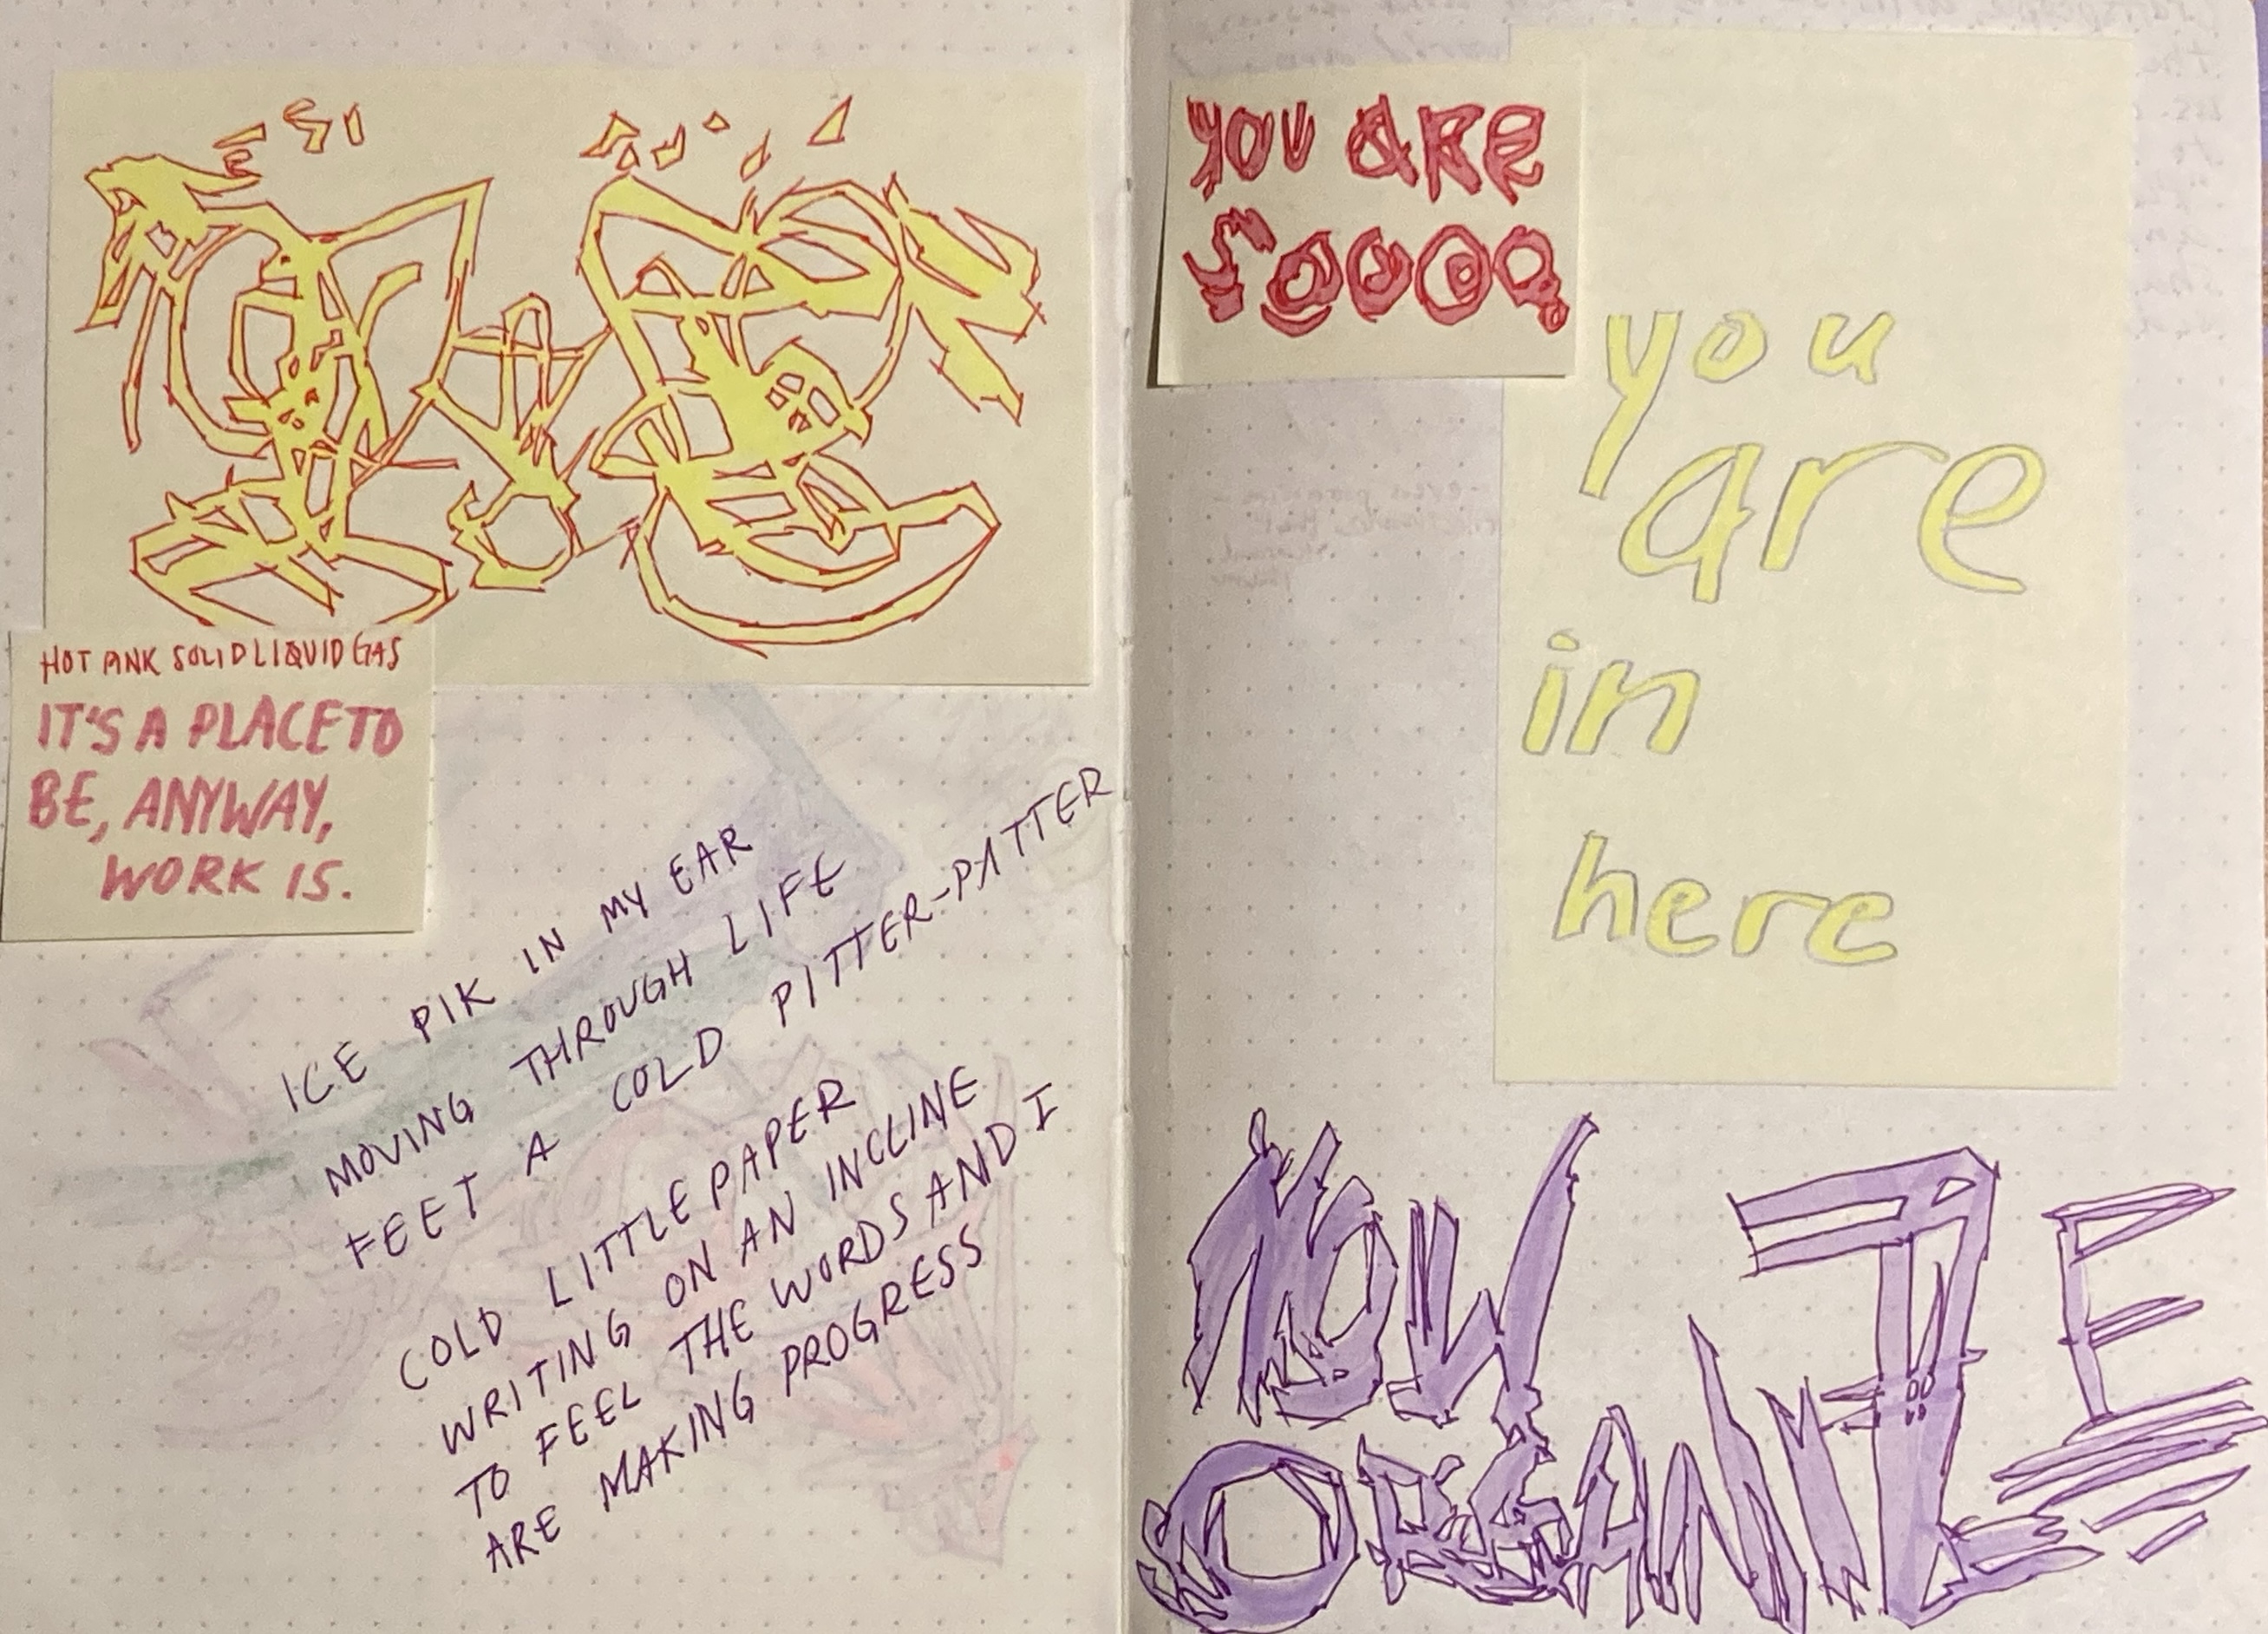 HOT PINK SOLID LIQUID GAS
IT'S A PLACE TO
BE, ANYWAY,
WORK IS.
ICE PIK IN MY EAR
MOVING THROUGH LIFE
FEET A COLD PITTER-PATTER
COLD LITTLE PAPER
WRITING ON AN INCLINE
TO FEEL THE WORDS AND I
ARE MAKING PROGRESS
YOU ARE
SOOOO
you
are
in
here
NOW
ORGANIZE